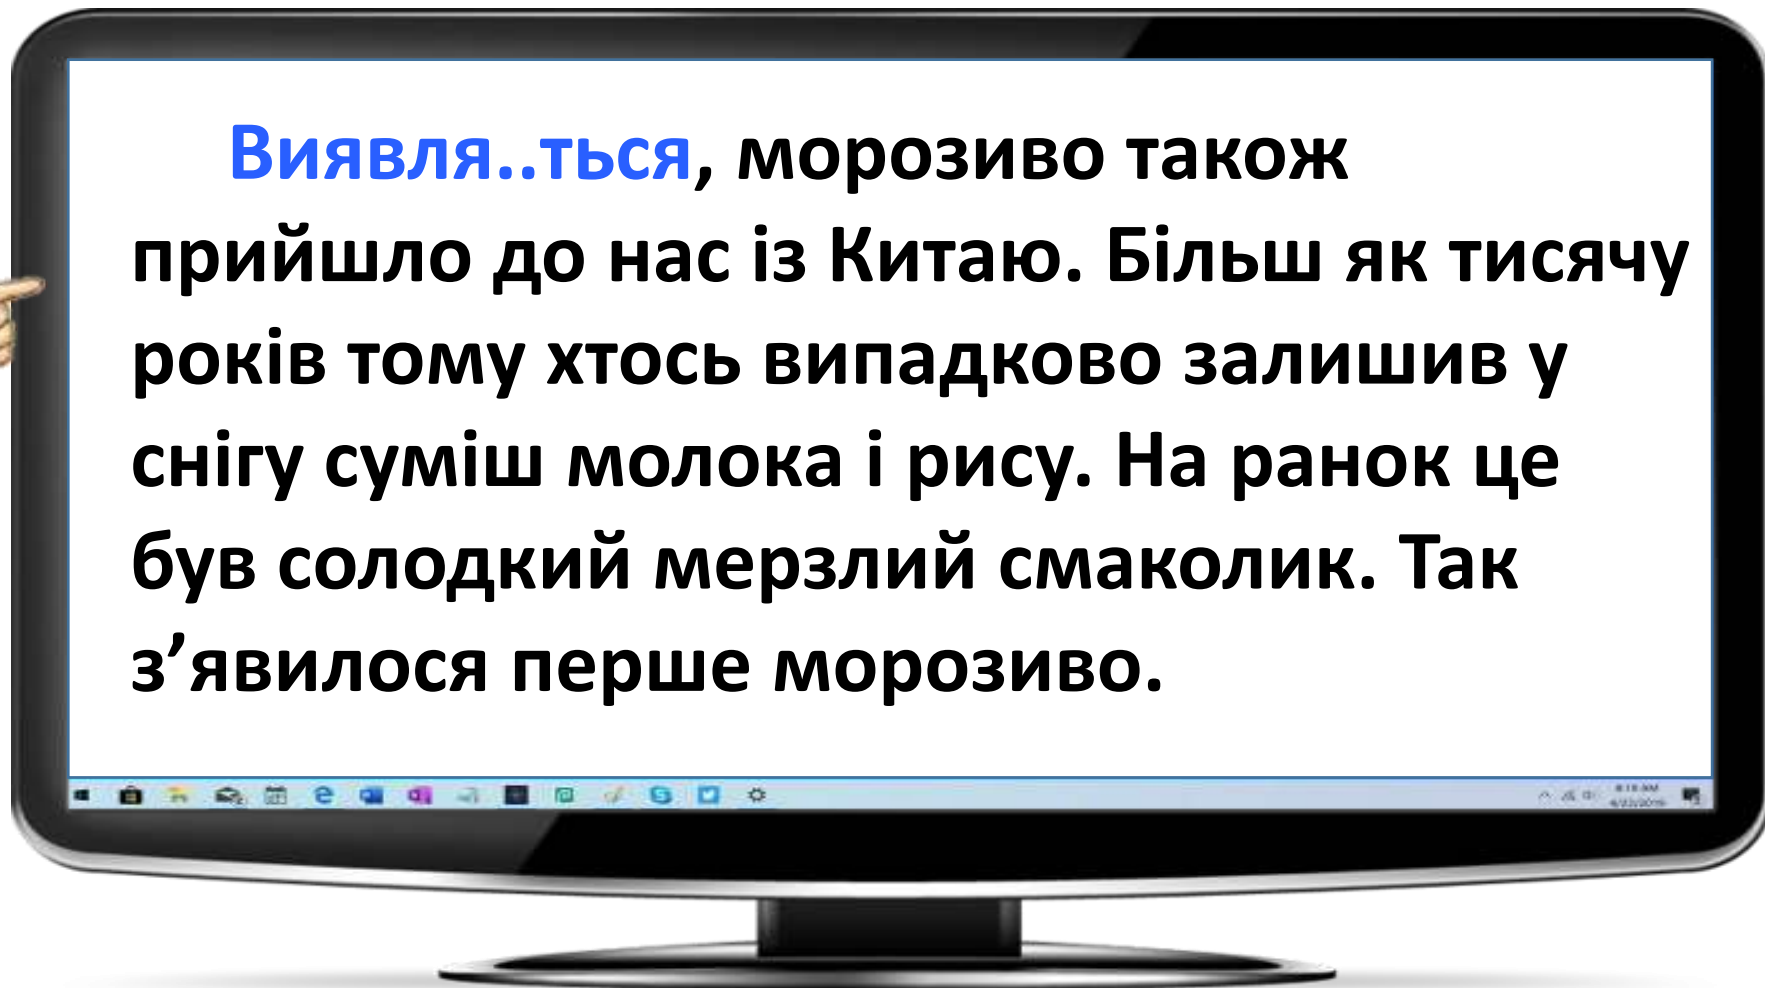 Виявля..ться, морозиво також
прийшло до нас із Китаю. Більш як тисячу
років тому хтось випадково залишив у
снігу суміш молока і рису. На ранок це
був солодкий мерзлий смаколик. Так
з’явилося перше морозиво.